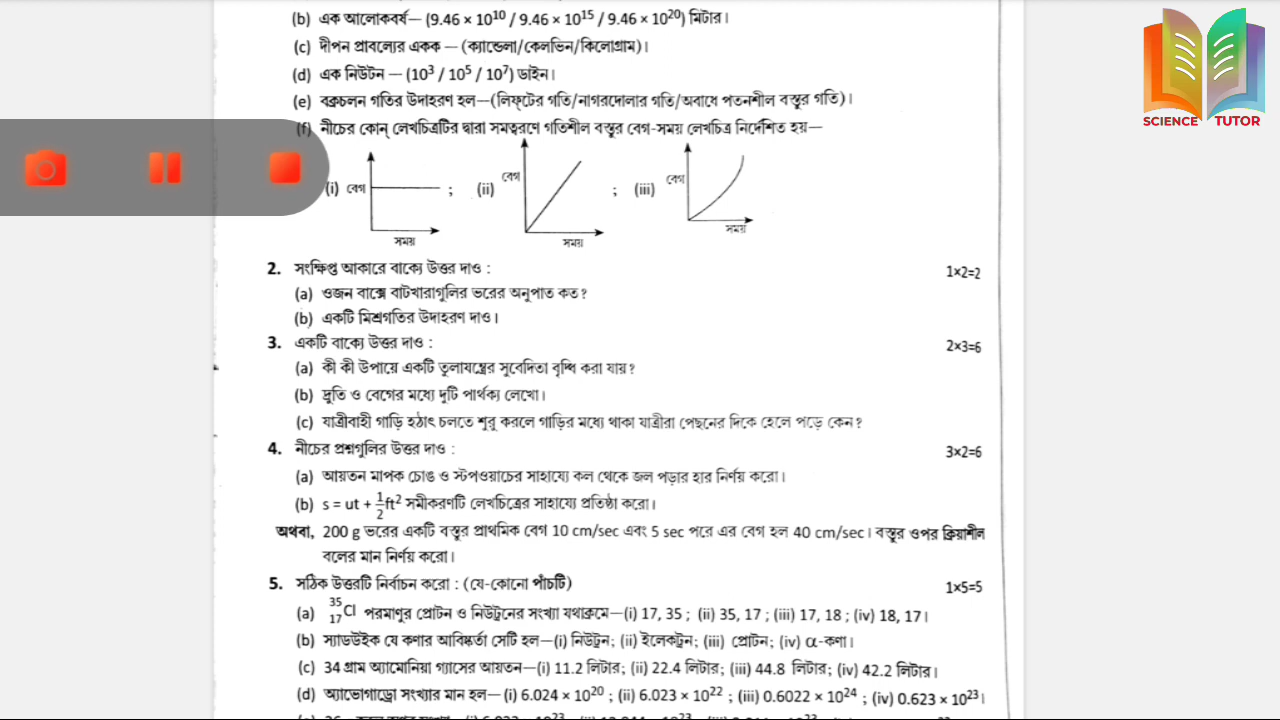 (b) এক আলোকবর্ষ— (9.46 × 10¹⁰ / 9.46 × 10¹⁵ / 9.46 × 10²⁰) মিটার।
(c) দীপন প্রাবল্যের একক — (ক্যান্ডেলা/কেলভিন/কিলোগ্রাম)।
(d) এক নিউটন — (10³ / 10⁵ / 10⁷) ডাইন।
(e) বক্রচলন গতির উদাহরণ হল—(লিফ্‌টের গতি/নাগরদোলার গতি/অবাধে পতনশীল বস্তুর গতি)।
(f) নীচের কোন্ লেখচিত্রটির দ্বারা সমত্বরণে গতিশীল বস্তুর বেগ-সময় লেখচিত্র নির্দেশিত হয়—
(i) বেগ সময় ; (ii) বেগ সময় ; (iii) বেগ সময়
2. সংক্ষিপ্ত আকারে বাক্যে উত্তর দাও : 1×2=2
(a) ওজন বাক্সে বাটখারাগুলির ভরের অনুপাত কত?
(b) একটি মিশ্রগতির উদাহরণ দাও।
3. একটি বাক্যে উত্তর দাও : 2×3=6
(a) কী কী উপায়ে একটি তুলাযন্ত্রের সুবেদিতা বৃদ্ধি করা যায়?
(b) দ্রুতি ও বেগের মধ্যে দুটি পার্থক্য লেখো।
(c) যাত্রীবাহী গাড়ি হঠাৎ চলতে শুরু করলে গাড়ির মধ্যে থাকা যাত্রীরা পেছনের দিকে হেলে পড়ে কেন?
4. নীচের প্রশ্নগুলির উত্তর দাও : 3×2=6
(a) আয়তন মাপক চোঙ ও স্টপওয়াচের সাহায্যে কল থেকে জল পড়ার হার নির্ণয় করো।
(b) s = ut + ½ft² সমীকরণটি লেখচিত্রের সাহায্যে প্রতিষ্ঠা করো।
অথবা, 200 g ভরের একটি বস্তুর প্রাথমিক বেগ 10 cm/sec এবং 5 sec পরে এর বেগ হল 40 cm/sec। বস্তুর ওপর ক্রিয়াশীল
বলের মান নির্ণয় করো।
5. সঠিক উত্তরটি নির্বাচন করো : (যে-কোনো পাঁচটি) 1×5=5
(a) ³⁵₁₇Cl পরমাণুর প্রোটন ও নিউট্রনের সংখ্যা যথাক্রমে—(i) 17, 35 ; (ii) 35, 17 ; (iii) 17, 18 ; (iv) 18, 17।
(b) স্যাডউইক যে কণার আবিষ্কর্তা সেটি হল—(i) নিউট্রন; (ii) ইলেকট্রন; (iii) প্রোটন; (iv) α-কণা।
(c) 34 গ্রাম অ্যামোনিয়া গ্যাসের আয়তন—(i) 11.2 লিটার; (ii) 22.4 লিটার; (iii) 44.8 লিটার; (iv) 42.2 লিটার।
(d) অ্যাভোগাড্রো সংখ্যার মান হল— (i) 6.024 × 10²⁰ ; (ii) 6.023 × 10²² ; (iii) 0.6022 × 10²⁴ ; (iv) 0.623 × 10²³।
SCIENCE TUTOR